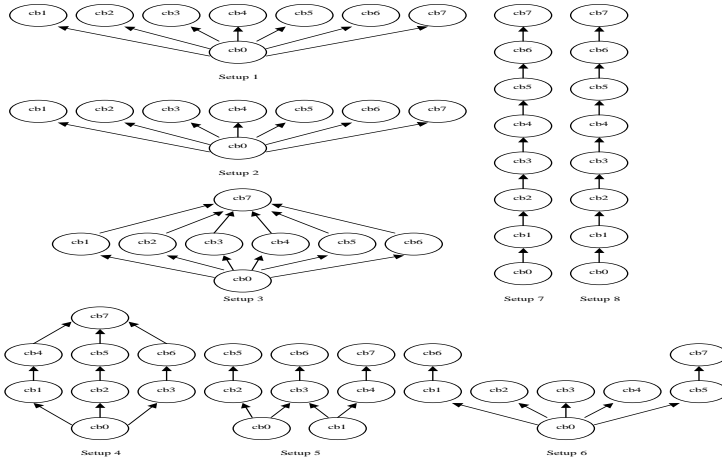 cb1 cb2 cb3 cb4 cb5 cb6 cb7
cb0
Setup 1
cb1 cb2 cb3 cb4 cb5 cb6 cb7
cb0
Setup 2
cb7
cb1 cb2 cb3 cb4 cb5 cb6
cb0
Setup 3
cb7 cb7
cb6 cb6
cb5 cb5
cb4 cb4
cb3 cb3
cb2 cb2
cb1 cb1
cb0 cb0
Setup 7 Setup 8
cb7
cb4 cb5 cb6
cb1 cb2 cb3
cb0
Setup 4
cb5 cb6 cb7
cb2 cb3 cb4
cb0 cb1
Setup 5
cb6 cb7
cb1 cb2 cb3 cb4 cb5
cb0
Setup 6